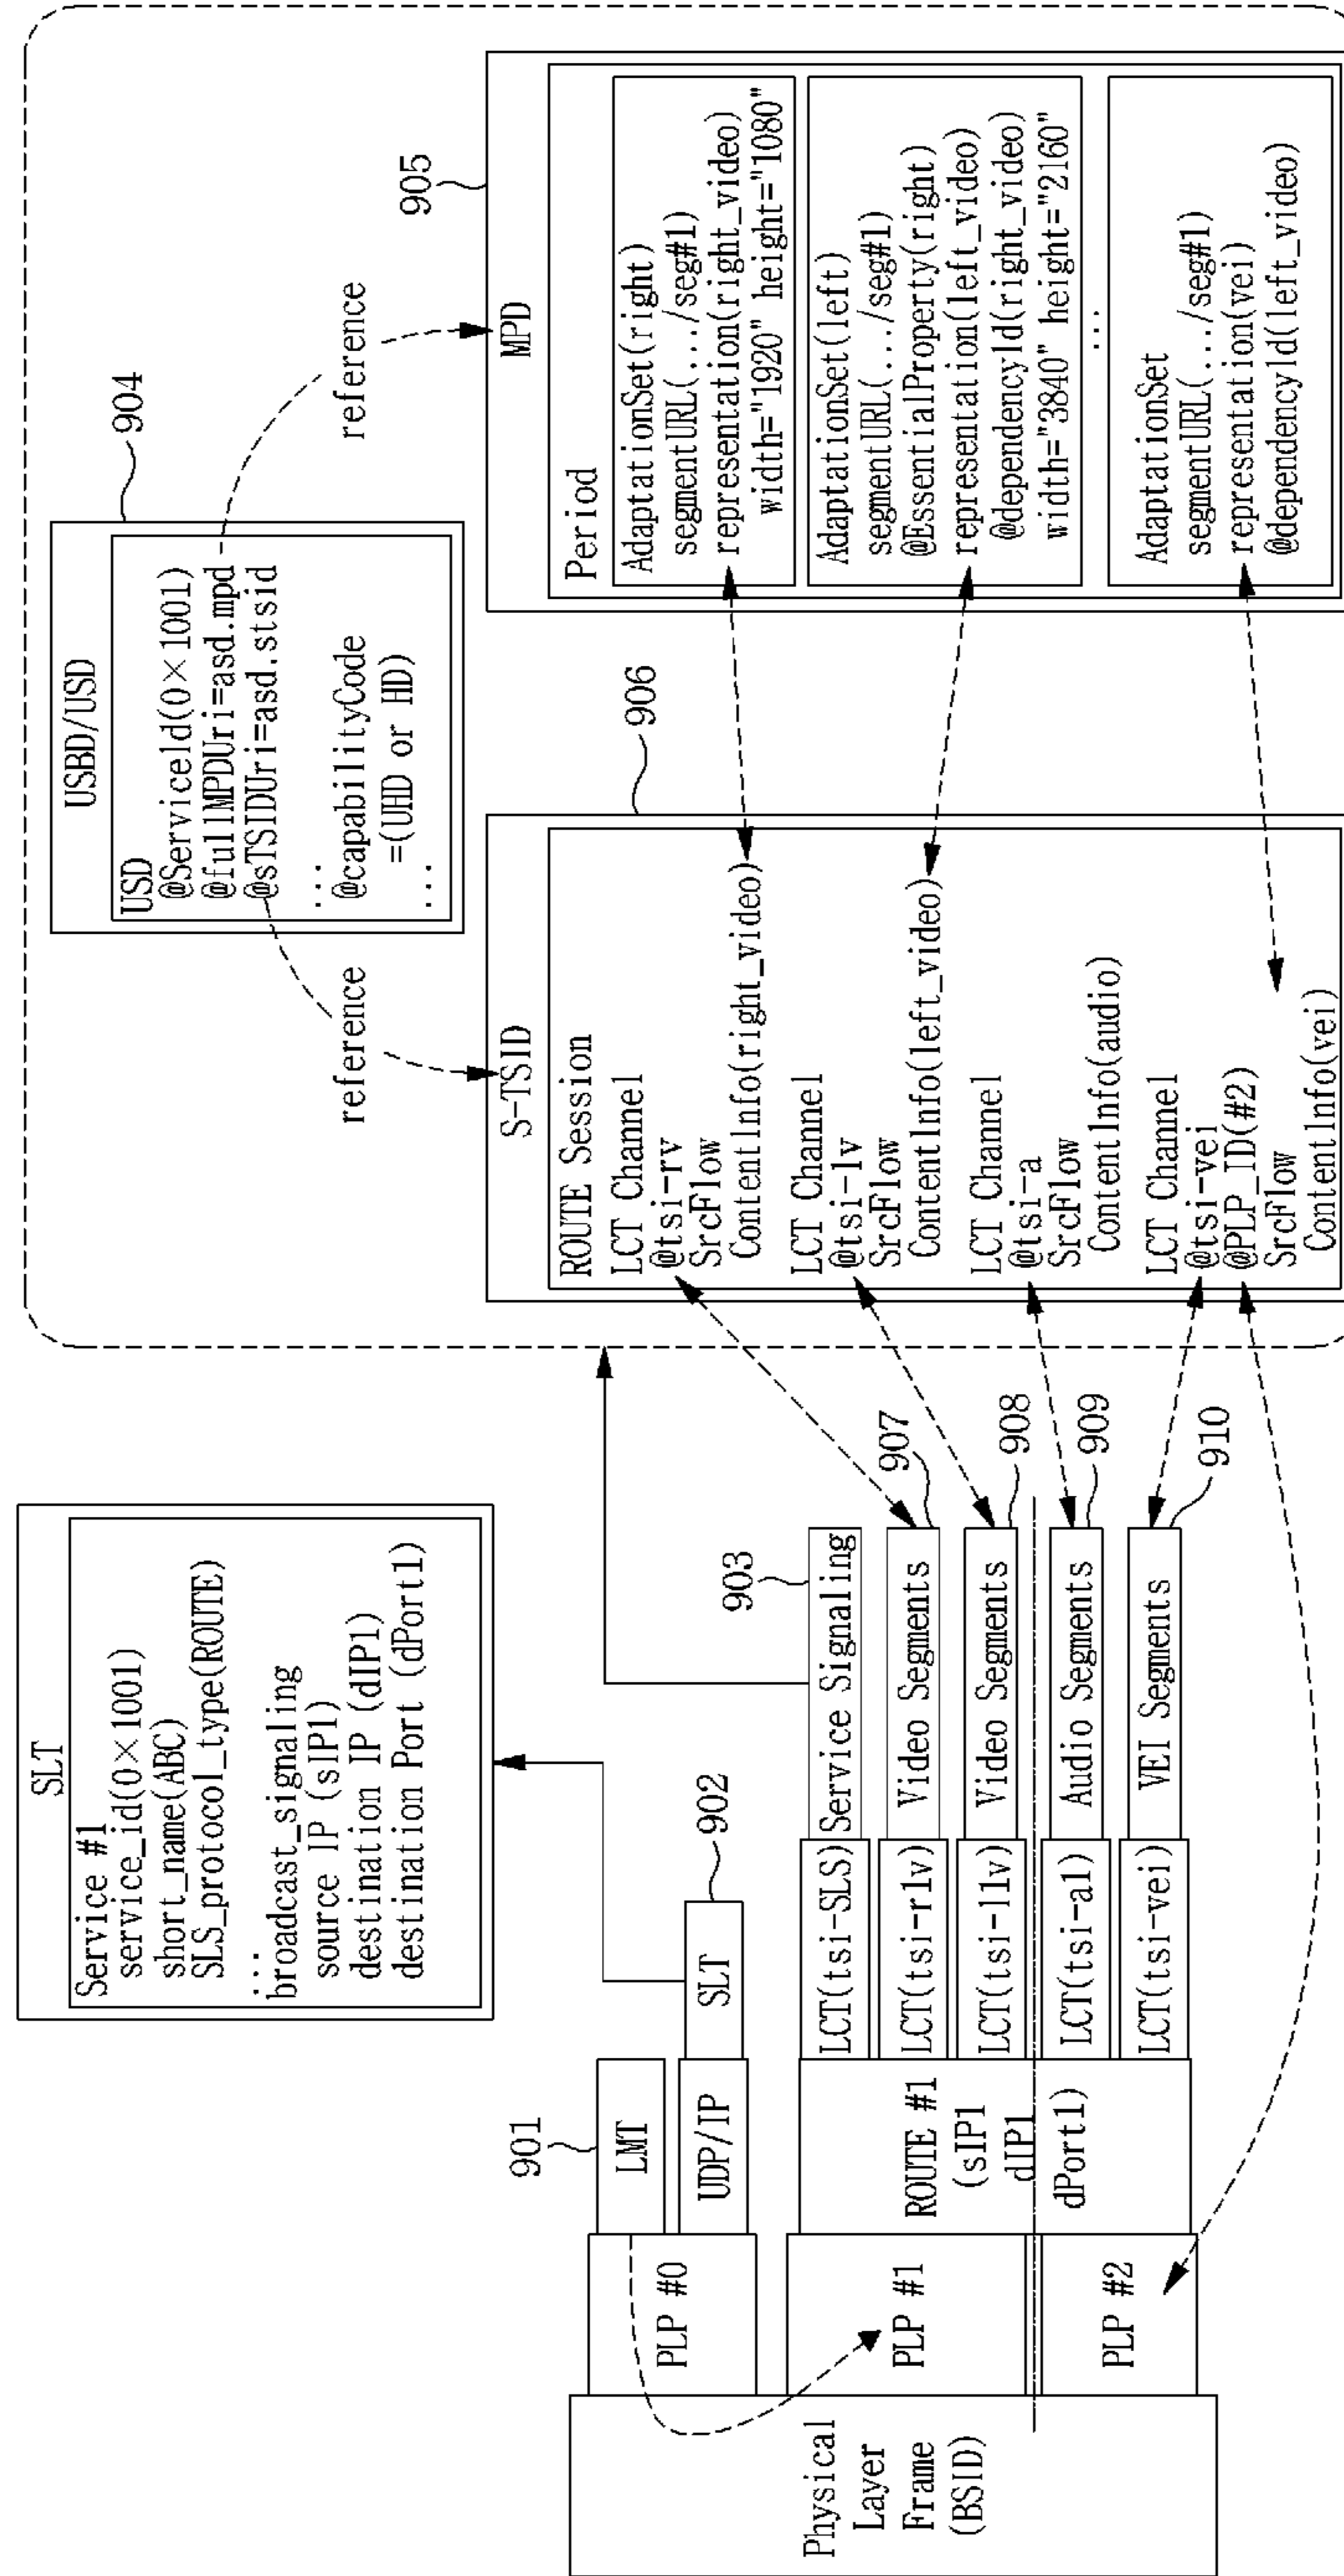 SLT
Service #1
service_id(0×1001)
short_name(ABC)
SLS_protocol_type(ROUTE)
...
broadcast_signaling
source IP (sIP1)
destination IP (dIP1)
destination Port (dPort1)
901
LMT
UDP/IP
SLT
902
Physical
Layer
Frame
(BSID)
PLP #0
PLP #1
PLP #2
ROUTE #1
(sIP1
dIP1
dPort1)
LCT(tsi-SLS)
Service Signaling
903
LCT(tsi-r1v)
Video Segments
907
LCT(tsi-l1v)
Video Segments
908
LCT(tsi-a1)
Audio Segments
909
LCT(tsi-vei)
VEI Segments
910
USBD/USD
904
USD
@ServiceId(0×1001)
@fullMPDUri=asd.mpd
@sTSIDUri=asd.stsid
...
@capabilityCode
=(UHD or HD)
...
reference
reference
S-TSID
906
ROUTE Session
LCT Channel
@tsi-rv
SrcFlow
ContentInfo(right_video)
LCT Channel
@tsi-lv
SrcFlow
ContentInfo(left_video)
LCT Channel
@tsi-a
SrcFlow
ContentInfo(audio)
LCT Channel
@tsi-vei
@PLP_ID(#2)
SrcFlow
ContentInfo(vei)
MPD
905
Period
AdaptationSet(right)
segmentURL(.../seg#1)
representation(right_video)
width="1920" height="1080"
AdaptationSet(left)
segmentURL(.../seg#1)
@EssentialProperty(right)
representation(left_video)
@dependencyId(right_video)
width="3840" height="2160"
...
AdaptationSet
segmentURL(.../seg#1)
representation(vei)
@dependencyId(left_video)